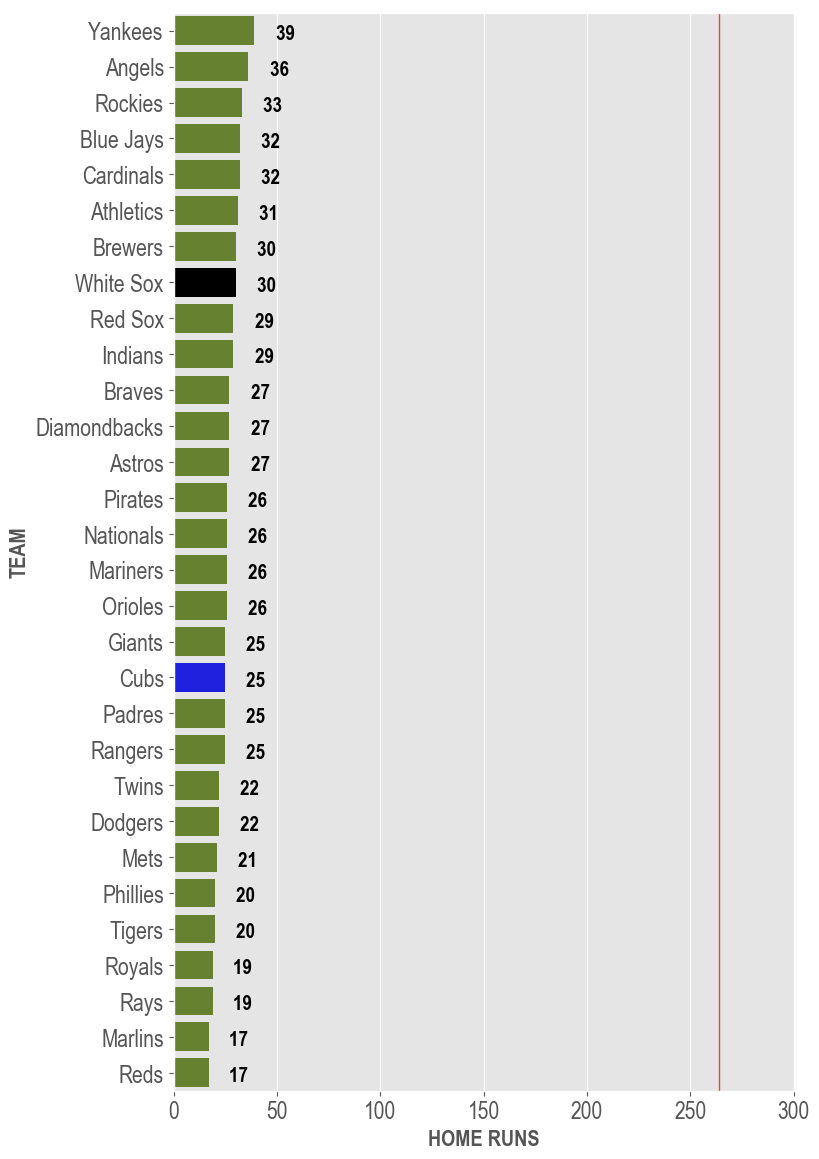 Yankees 39
Angels 36
Rockies 33
Blue Jays 32
Cardinals 32
Athletics 31
Brewers 30
White Sox 30
Red Sox 29
Indians 29
Braves 27
Diamondbacks 27
Astros 27
Pirates 26
Nationals 26
Mariners 26
Orioles 26
Giants 25
Cubs 25
Padres 25
Rangers 25
Twins 22
Dodgers 22
Mets 21
Phillies 20
Tigers 20
Royals 19
Rays 19
Marlins 17
Reds 17
TEAM
0 50 100 150 200 250 300
HOME RUNS